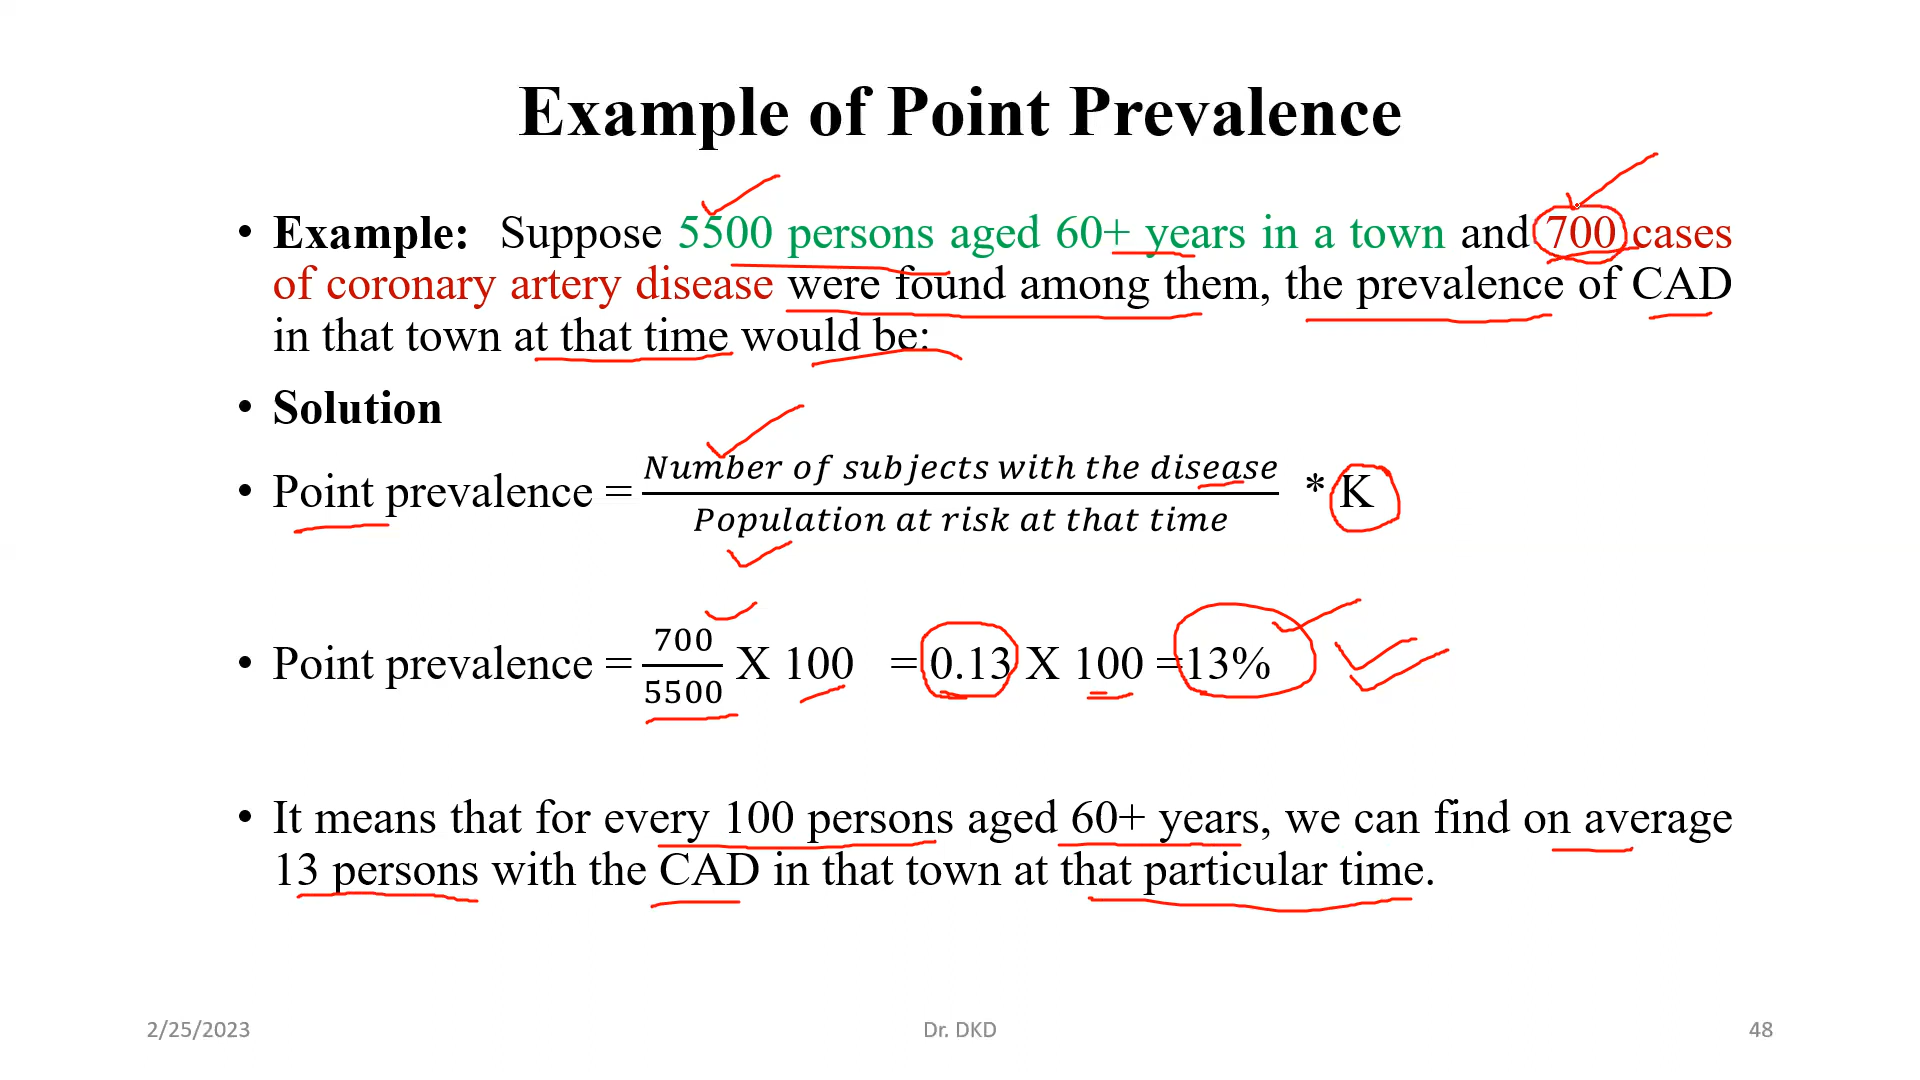 Example of Point Prevalence
• Example: Suppose 5500 persons aged 60+ years in a town and 700 cases
of coronary artery disease were found among them, the prevalence of CAD
in that town at that time would be:
• Solution
• Point prevalence = Number of subjects with the disease / Population at risk at that time * K
• Point prevalence = 700 / 5500 X 100 = 0.13 X 100 =13%
• It means that for every 100 persons aged 60+ years, we can find on average
13 persons with the CAD in that town at that particular time.
2/25/2023 Dr. DKD 48